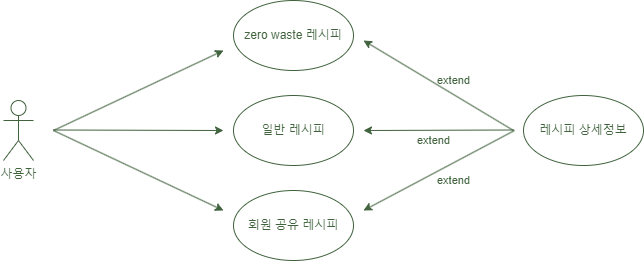 zero waste 레시피
extend
사용자
일반 레시피
extend
레시피 상세정보
회원 공유 레시피
extend